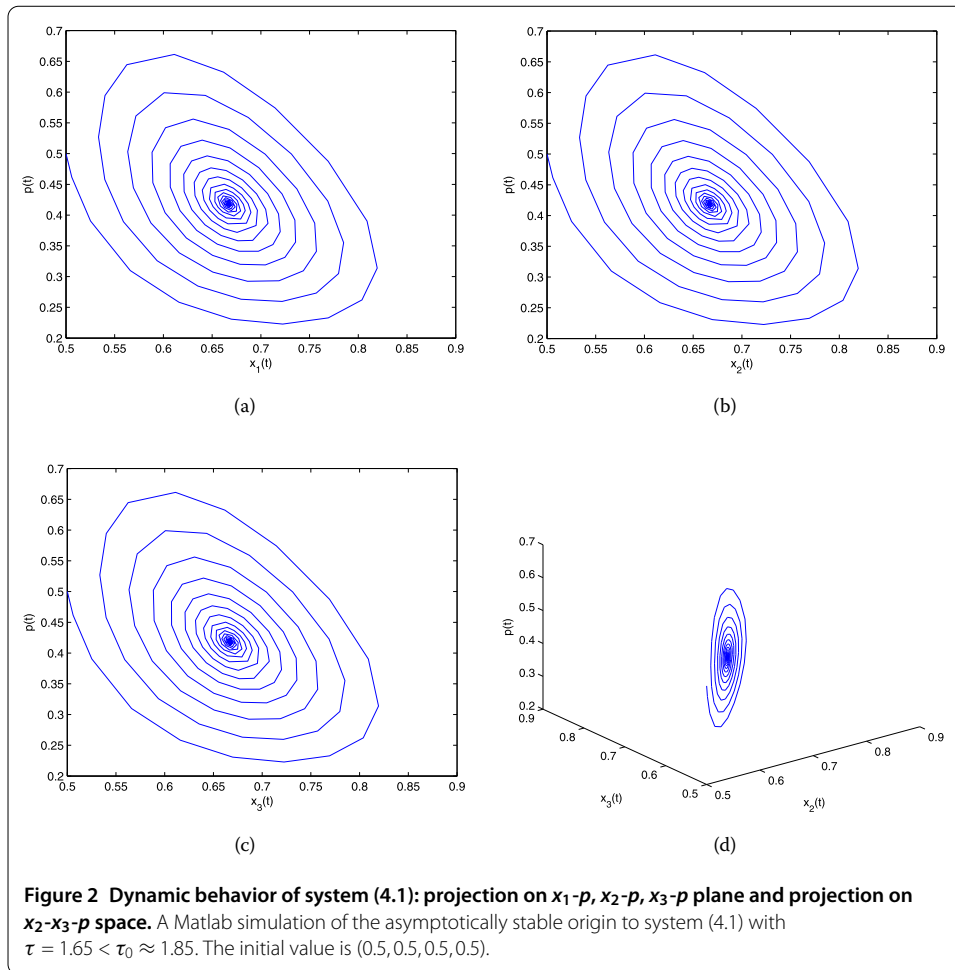 0.7
0.65
0.6
0.55
0.5
0.45
0.4
0.35
0.3
0.25
0.2
p(t)
0.5 0.55 0.6 0.65 0.7 0.75 0.8 0.85 0.9
x_1(t)
(a)
0.7
0.65
0.6
0.55
0.5
0.45
0.4
0.35
0.3
0.25
0.2
p(t)
0.5 0.55 0.6 0.65 0.7 0.75 0.8 0.85 0.9
x_2(t)
(b)
0.7
0.65
0.6
0.55
0.5
0.45
0.4
0.35
0.3
0.25
0.2
p(t)
0.5 0.55 0.6 0.65 0.7 0.75 0.8 0.85 0.9
x_3(t)
(c)
0.7
0.6
0.5
0.4
0.3
0.2
p(t)
0.9
0.8
0.7
0.6
0.5
x_3(t)
0.5
0.6
0.7
0.8
0.9
x_2(t)
(d)
Figure 2 Dynamic behavior of system (4.1): projection on x₁-p, x₂-p, x₃-p plane and projection on
x₂-x₃-p space. A Matlab simulation of the asymptotically stable origin to system (4.1) with
τ = 1.65 < τ₀ ≈ 1.85. The initial value is (0.5, 0.5, 0.5, 0.5).